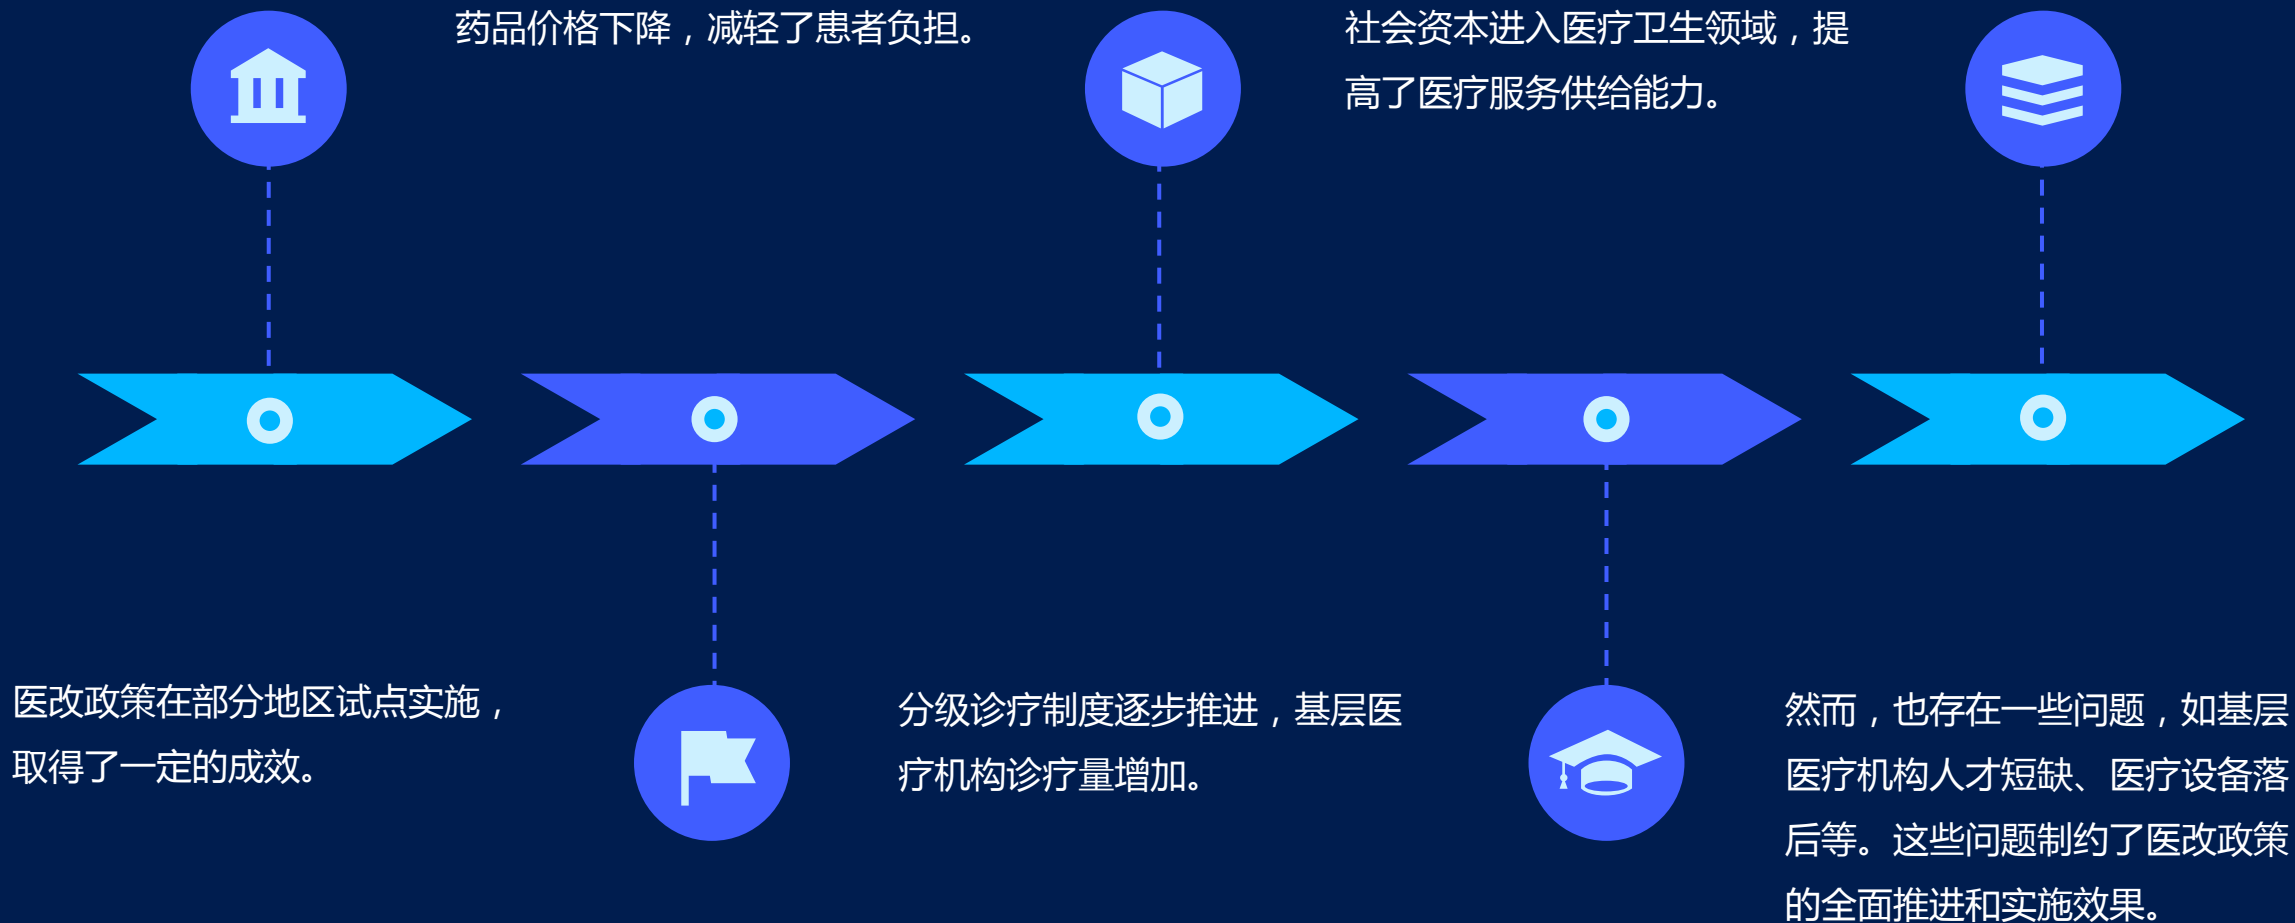 医改政策在部分地区试点实施，
取得了一定的成效。
药品价格下降，减轻了患者负担。
分级诊疗制度逐步推进，基层医
疗机构诊疗量增加。
社会资本进入医疗卫生领域，提
高了医疗服务供给能力。
然而，也存在一些问题，如基层
医疗机构人才短缺、医疗设备落
后等。这些问题制约了医改政策
的全面推进和实施效果。